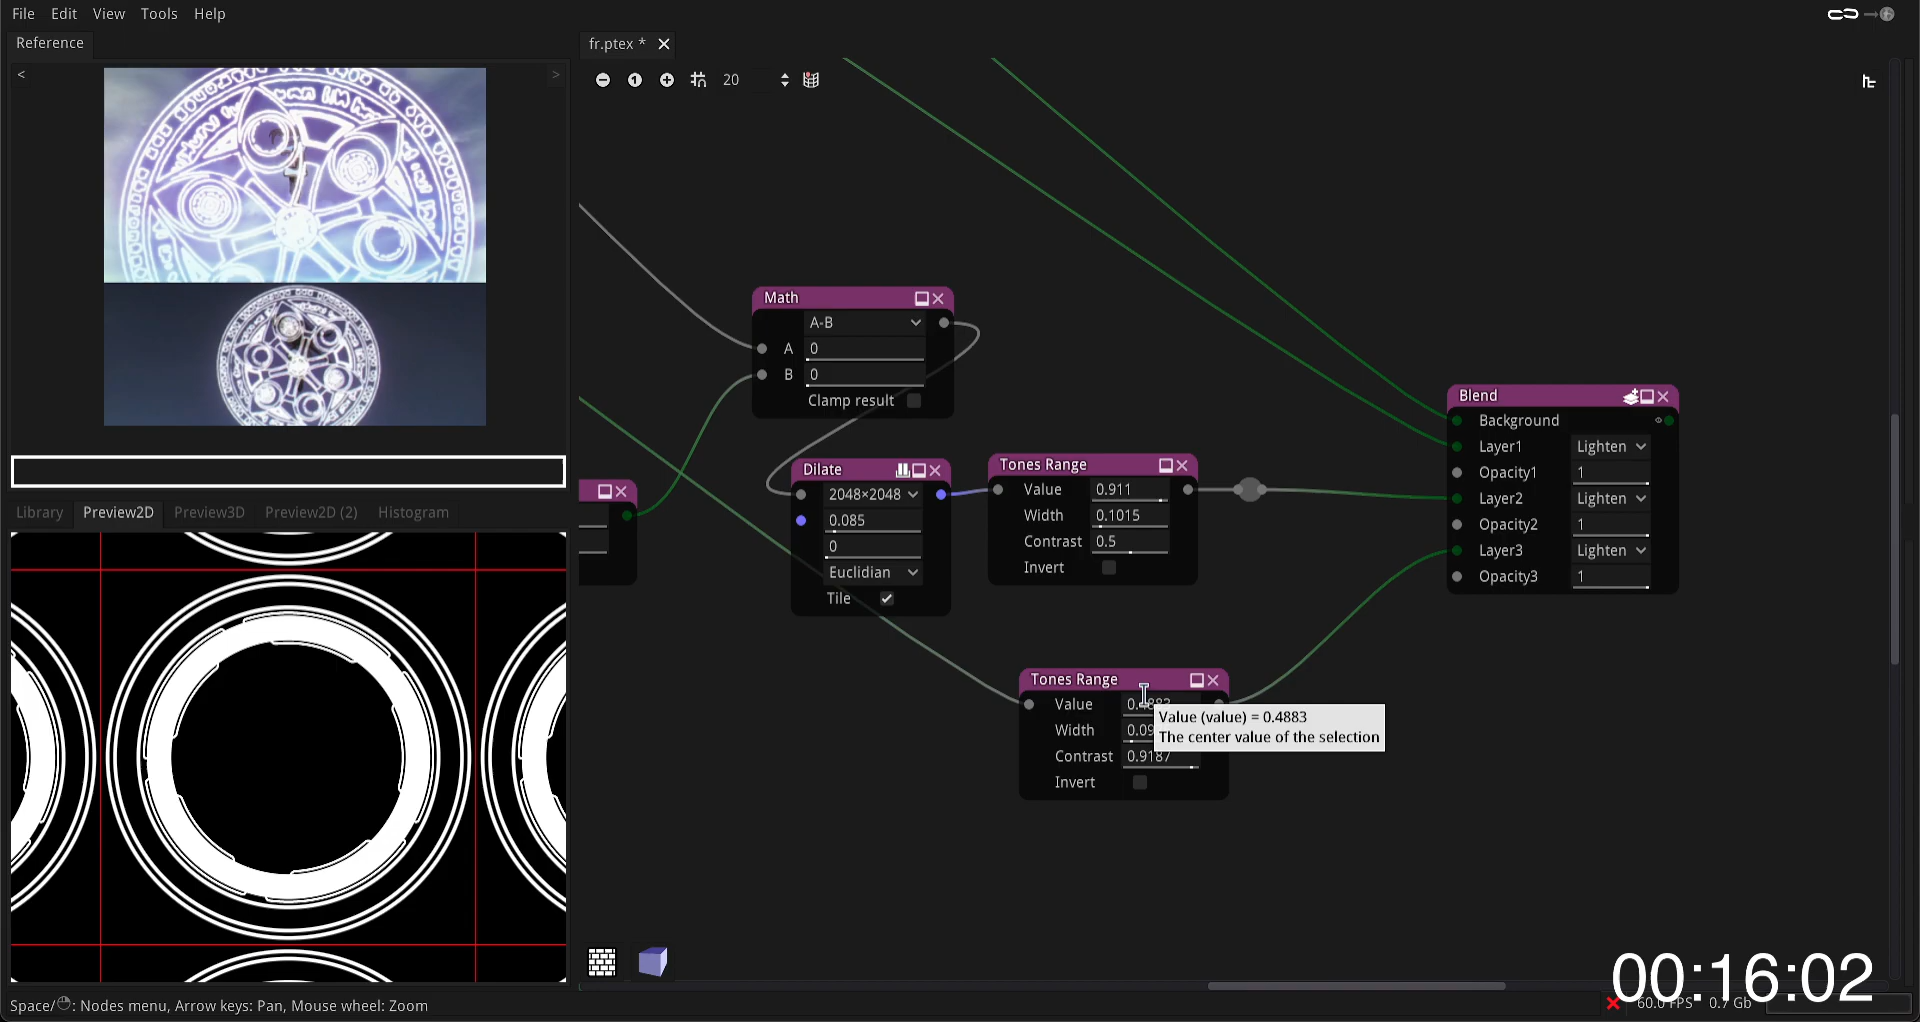 File Edit View Tools Help
Reference
fr.ptex *
<
>
20
Math
A-B
A 0
B 0
Clamp result
Blend
Background
Layer1 Lighten
Opacity1 1
Layer2 Lighten
Opacity2 1
Layer3 Lighten
Opacity3 1
Dilate
2048×2048
0.085
0
Euclidian
Tile
Tones Range
Value 0.911
Width 0.1015
Contrast 0.5
Invert
Library Preview2D Preview3D Preview2D (2) Histogram
Tones Range
Value 0.4883
Width 0.09
Contrast 0.9187
Invert
Value (value) = 0.4883
The center value of the selection
00:16:02
Space/ : Nodes menu, Arrow keys: Pan, Mouse wheel: Zoom
60.0 FPS 0.7 Gb